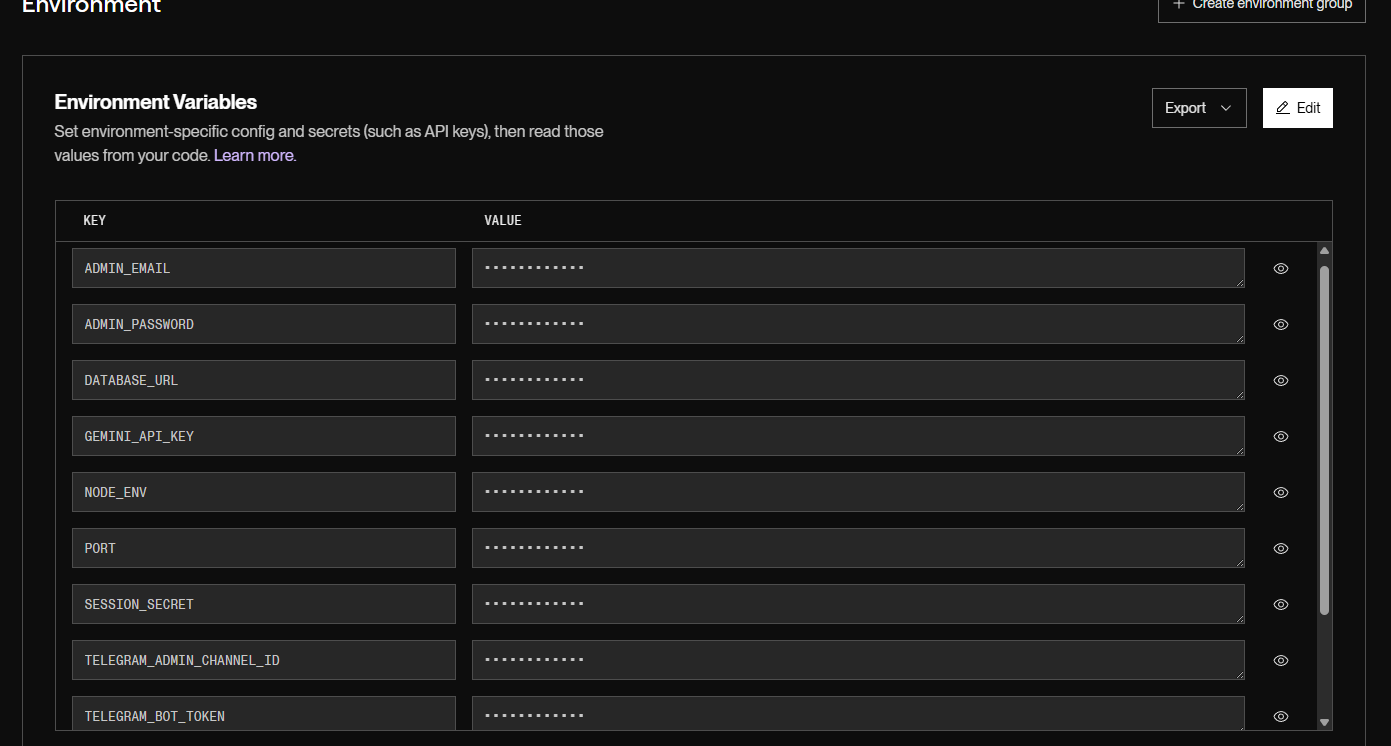 Environment
+ Create environment group
Environment Variables
Export
Edit
Set environment-specific config and secrets (such as API keys), then read those
values from your code. Learn more.
KEY VALUE
ADMIN_EMAIL ••••••••••••
ADMIN_PASSWORD ••••••••••••
DATABASE_URL ••••••••••••
GEMINI_API_KEY ••••••••••••
NODE_ENV ••••••••••••
PORT ••••••••••••
SESSION_SECRET ••••••••••••
TELEGRAM_ADMIN_CHANNEL_ID ••••••••••••
TELEGRAM_BOT_TOKEN ••••••••••••